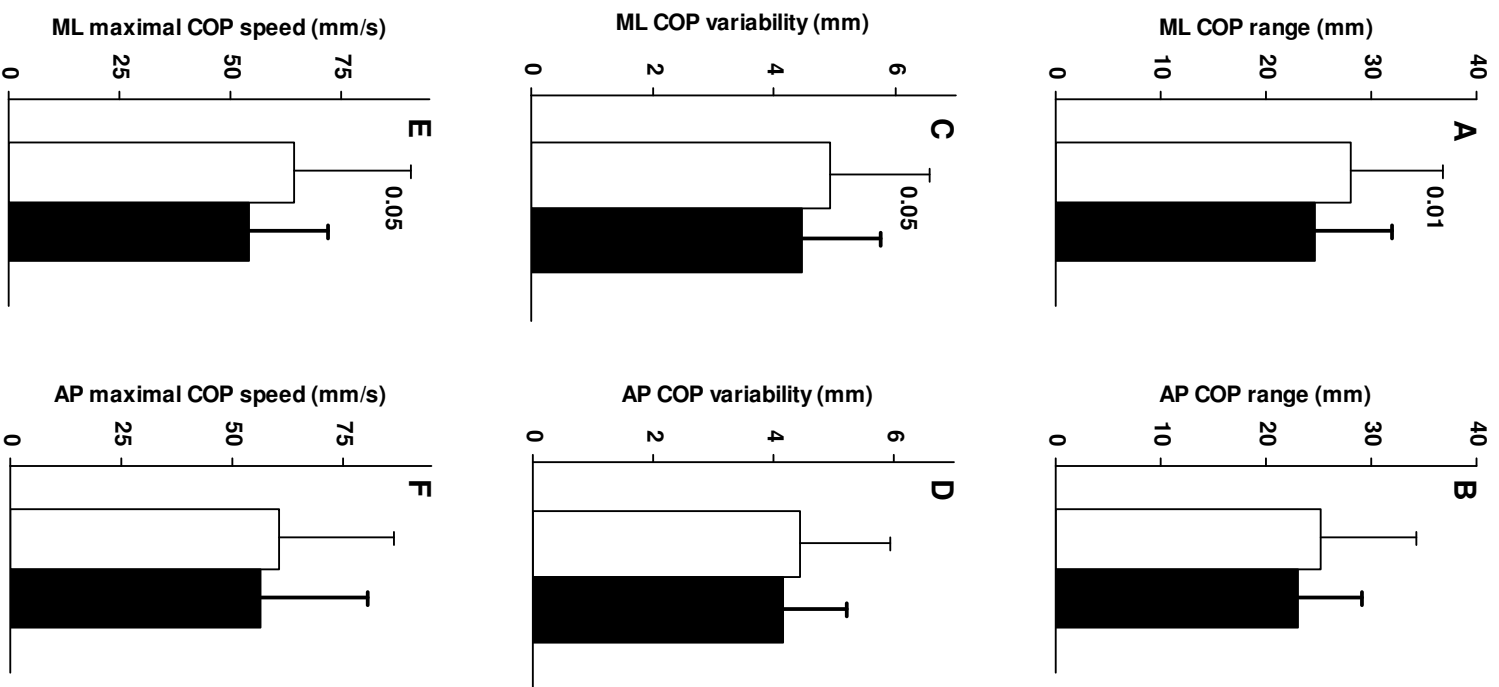 A
ML COP range (mm)
0
10
20
30
40
0.01
B
AP COP range (mm)
0
10
20
30
40
C
ML COP variability (mm)
0
2
4
6
0.05
D
AP COP variability (mm)
0
2
4
6
E
ML maximal COP speed (mm/s)
0
25
50
75
0.05
F
AP maximal COP speed (mm/s)
0
25
50
75